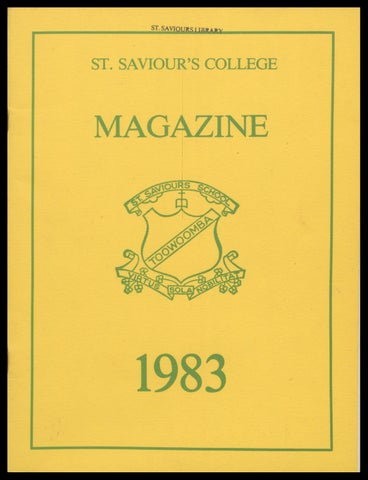 ST. SAVIOURS LIBRARY
ST. SAVIOUR'S COLLEGE
MAGAZINE
ST SAVIOURS SCHOOL
TOOWOOMBA
VIRTUS SOLA NOBILITAT
1983